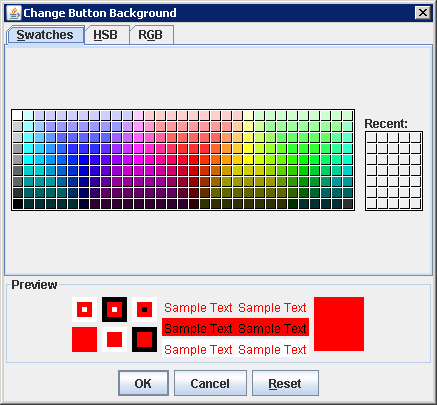 Change Button Background
Swatches HSB RGB
Recent:
Preview
Sample Text Sample Text
Sample Text Sample Text
Sample Text Sample Text
OK Cancel Reset